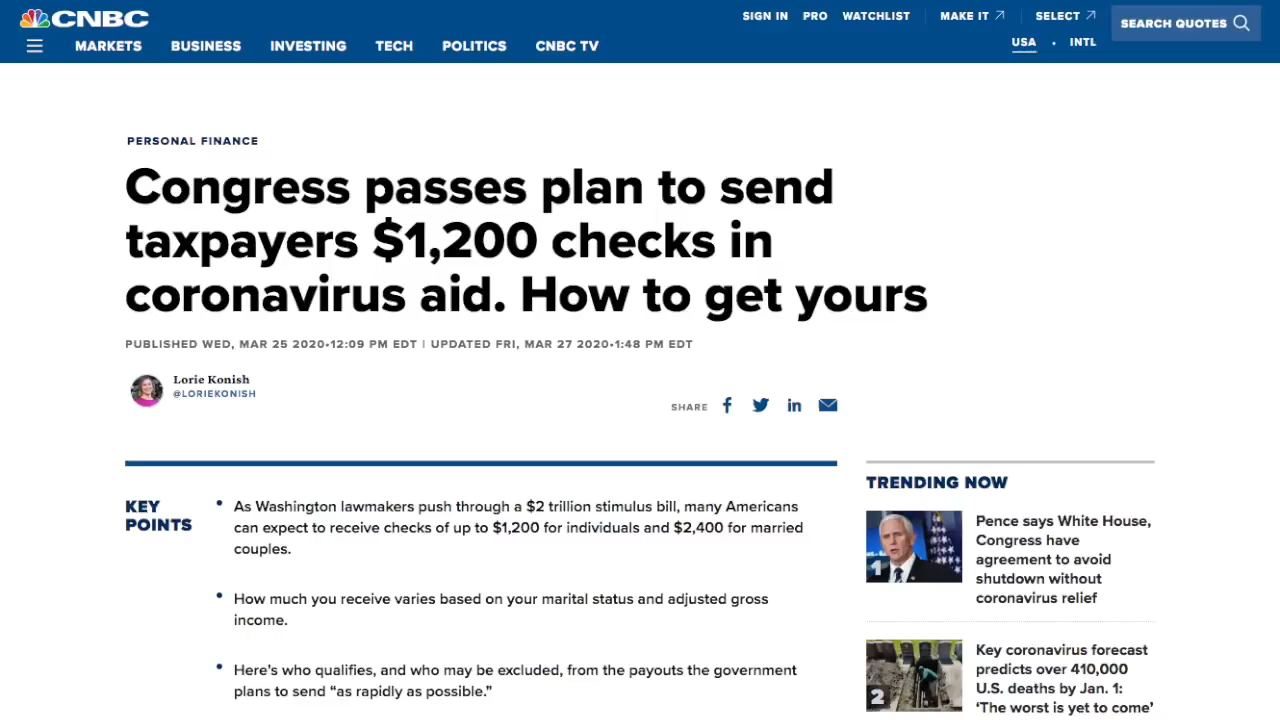 CNBC
SIGN IN PRO WATCHLIST MAKE IT SELECT
SEARCH QUOTES
MARKETS BUSINESS INVESTING TECH POLITICS CNBC TV
USA · INTL
PERSONAL FINANCE
Congress passes plan to send
taxpayers $1,200 checks in
coronavirus aid. How to get yours
PUBLISHED WED, MAR 25 2020•12:09 PM EDT | UPDATED FRI, MAR 27 2020•1:48 PM EDT
Lorie Konish
@LORIEKONISH
SHARE
KEY
POINTS
• As Washington lawmakers push through a $2 trillion stimulus bill, many Americans
can expect to receive checks of up to $1,200 for individuals and $2,400 for married
couples.
• How much you receive varies based on your marital status and adjusted gross
income.
• Here’s who qualifies, and who may be excluded, from the payouts the government
plans to send “as rapidly as possible.”
TRENDING NOW
1
Pence says White House,
Congress have
agreement to avoid
shutdown without
coronavirus relief
2
Key coronavirus forecast
predicts over 410,000
U.S. deaths by Jan. 1:
‘The worst is yet to come’